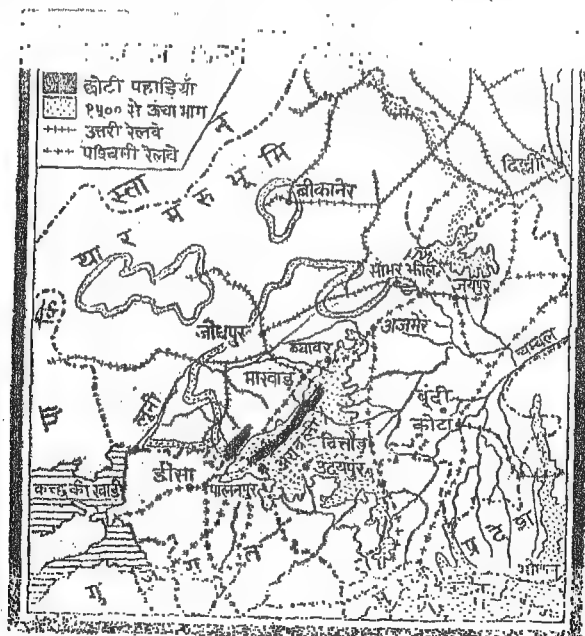 छोटी पहाड़ियाँ
१५०० से ऊंचा भाग
उत्तरी रेलवे
पश्चिमी रेलवे
दिल्ली
थार मरुभूमि
बीकानेर
सांभर झील
जयपुर
जोधपुर
अजमेर
ब्यावर
चम्बल
मारवाड़
लूनी
बूंदी
कोटा
चित्तौड़
उदयपुर
डीसा
पालनपुर
कच्छ की खाड़ी
गुजरात